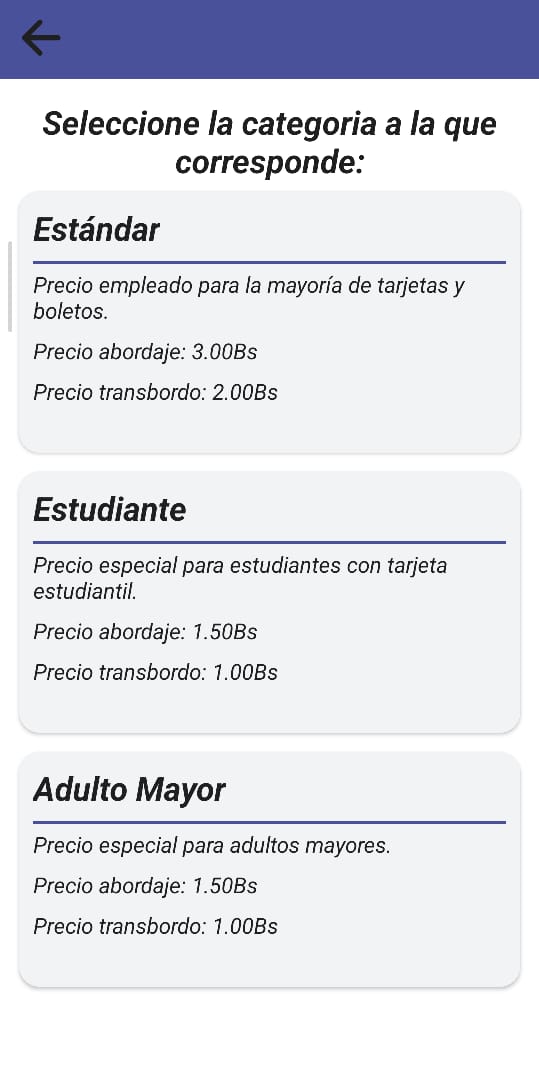 Seleccione la categoria a la que
corresponde:
Estándar
Precio empleado para la mayoría de tarjetas y
boletos.
Precio abordaje: 3.00Bs
Precio transbordo: 2.00Bs
Estudiante
Precio especial para estudiantes con tarjeta
estudiantil.
Precio abordaje: 1.50Bs
Precio transbordo: 1.00Bs
Adulto Mayor
Precio especial para adultos mayores.
Precio abordaje: 1.50Bs
Precio transbordo: 1.00Bs